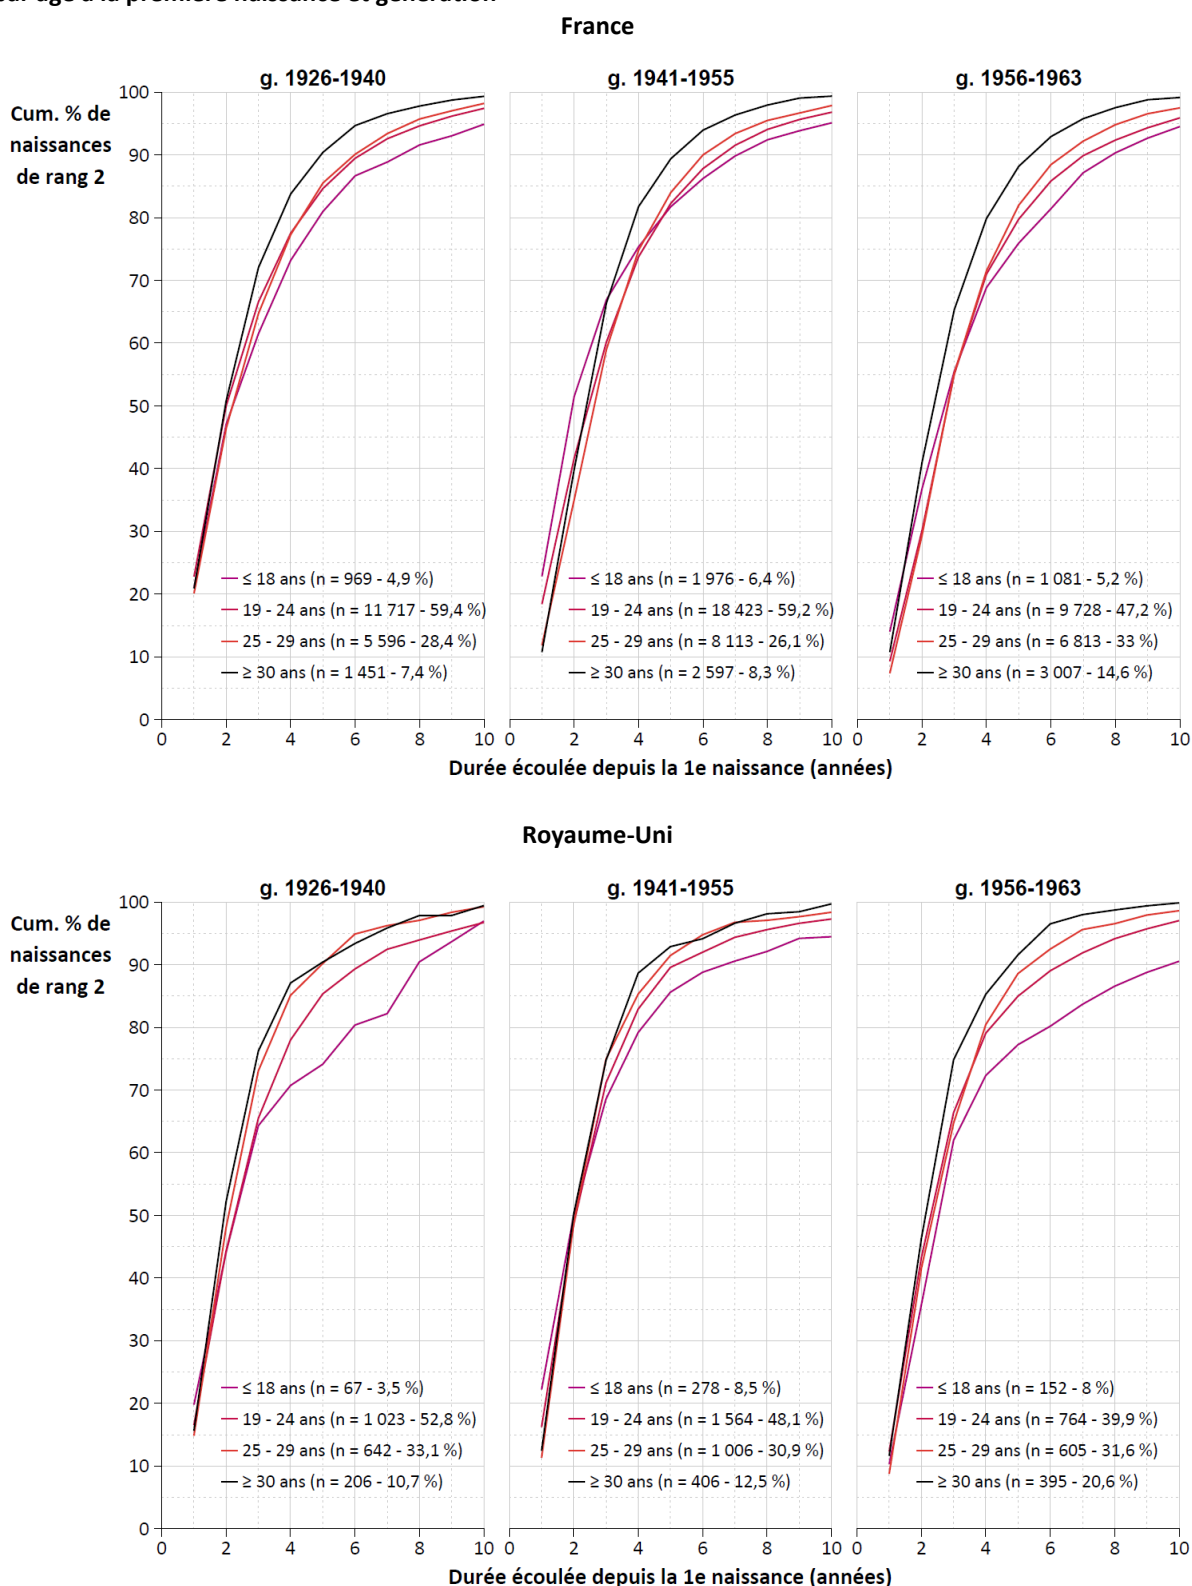 âge à la première naissance et génération
France
g. 1926-1940 g. 1941-1955 g. 1956-1963
Cum. % de
naissances
de rang 2
100
90
80
70
60
50
40
30
20
10
0
≤ 18 ans (n = 969 - 4,9 %)
19 - 24 ans (n = 11 717 - 59,4 %)
25 - 29 ans (n = 5 596 - 28,4 %)
≥ 30 ans (n = 1 451 - 7,4 %)
≤ 18 ans (n = 1 976 - 6,4 %)
19 - 24 ans (n = 18 423 - 59,2 %)
25 - 29 ans (n = 8 113 - 26,1 %)
≥ 30 ans (n = 2 597 - 8,3 %)
≤ 18 ans (n = 1 081 - 5,2 %)
19 - 24 ans (n = 9 728 - 47,2 %)
25 - 29 ans (n = 6 813 - 33 %)
≥ 30 ans (n = 3 007 - 14,6 %)
0 2 4 6 8 10 0 2 4 6 8 10 0 2 4 6 8 10
Durée écoulée depuis la 1e naissance (années)
Royaume-Uni
g. 1926-1940 g. 1941-1955 g. 1956-1963
Cum. % de
naissances
de rang 2
100
90
80
70
60
50
40
30
20
10
0
≤ 18 ans (n = 67 - 3,5 %)
19 - 24 ans (n = 1 023 - 52,8 %)
25 - 29 ans (n = 642 - 33,1 %)
≥ 30 ans (n = 206 - 10,7 %)
≤ 18 ans (n = 278 - 8,5 %)
19 - 24 ans (n = 1 564 - 48,1 %)
25 - 29 ans (n = 1 006 - 30,9 %)
≥ 30 ans (n = 406 - 12,5 %)
≤ 18 ans (n = 152 - 8 %)
19 - 24 ans (n = 764 - 39,9 %)
25 - 29 ans (n = 605 - 31,6 %)
≥ 30 ans (n = 395 - 20,6 %)
0 2 4 6 8 10 0 2 4 6 8 10 0 2 4 6 8 10
Durée écoulée depuis la 1e naissance (années)